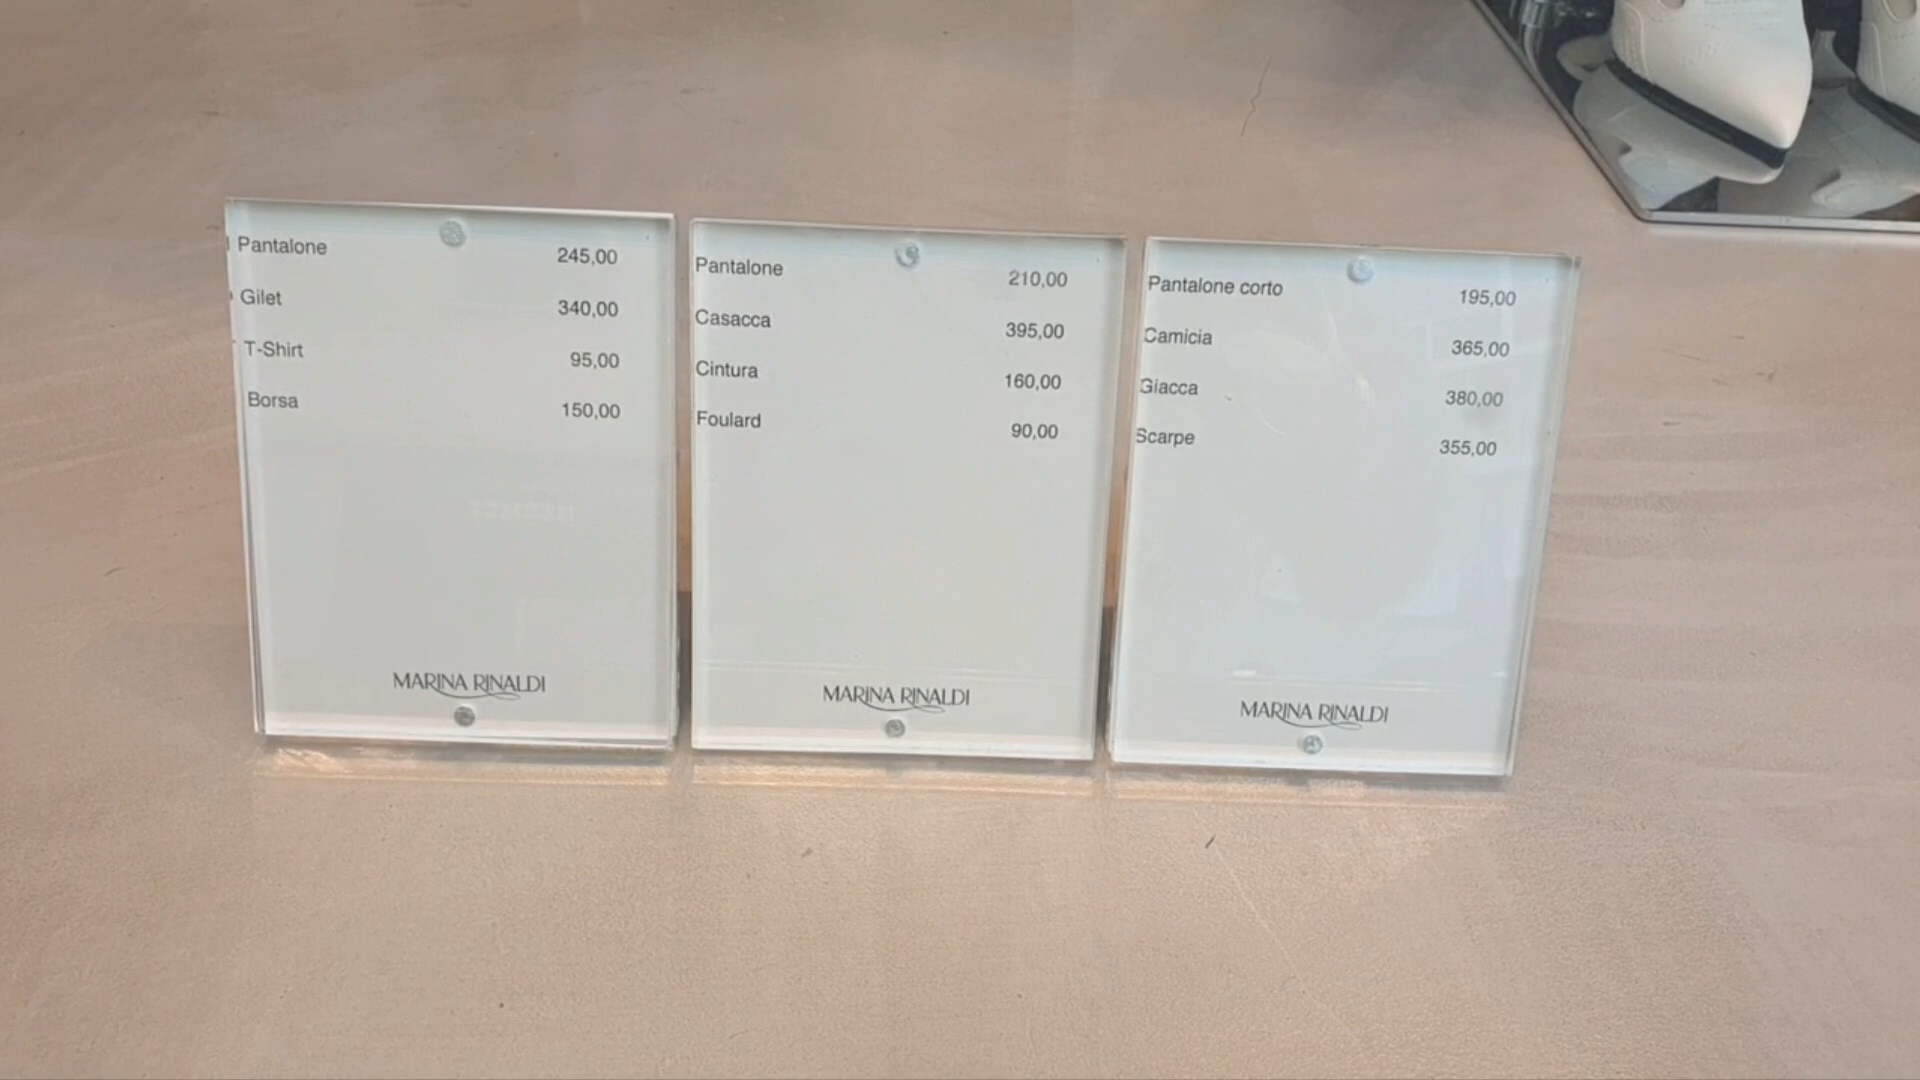 Pantalone 245,00
Gilet 340,00
T-Shirt 95,00
Borsa 150,00
MARINA RINALDI
Pantalone 210,00
Casacca 395,00
Cintura 160,00
Foulard 90,00
MARINA RINALDI
Pantalone corto 195,00
Camicia 365,00
Giacca 380,00
Scarpe 355,00
MARINA RINALDI